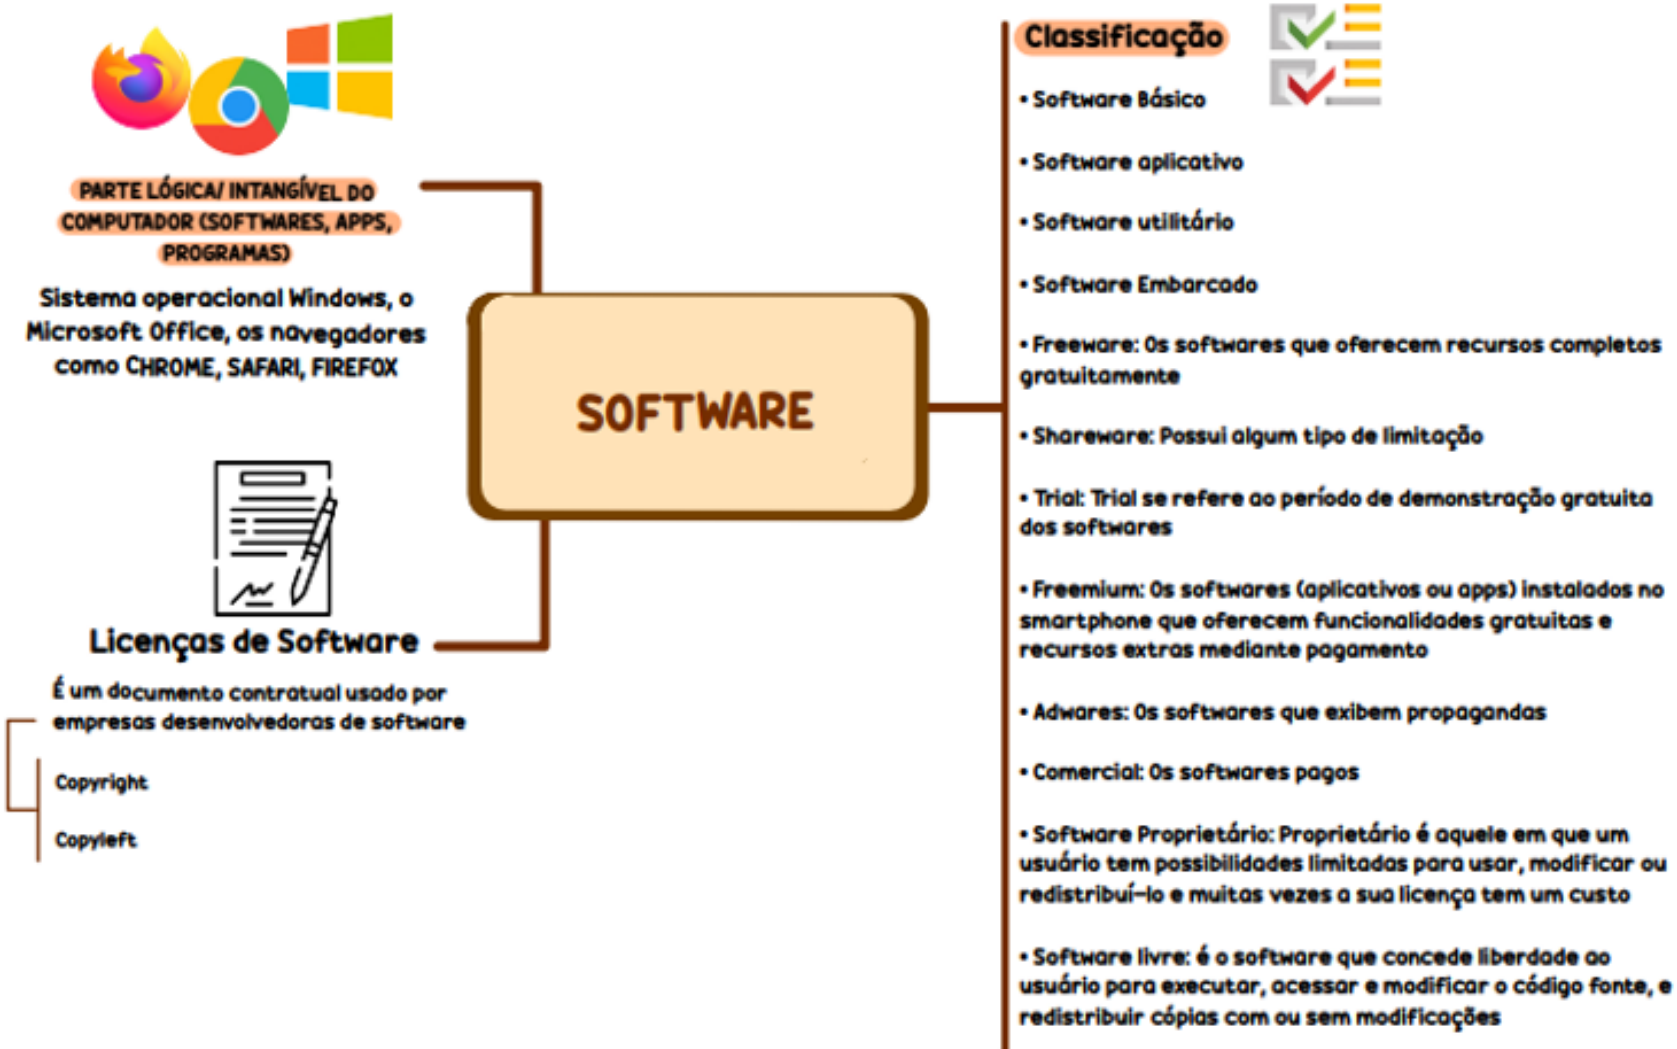 PARTE LÓGICA/ INTANGÍVEL DO
COMPUTADOR (SOFTWARES, APPS,
PROGRAMAS)
Sistema operacional Windows, o
Microsoft Office, os navegadores
como CHROME, SAFARI, FIREFOX
SOFTWARE
Licenças de Software
É um documento contratual usado por
empresas desenvolvedoras de software
Copyright
Copyleft
Classificação
• Software Básico
• Software aplicativo
• Software utilitário
• Software Embarcado
• Freeware: Os softwares que oferecem recursos completos
gratuitamente
• Shareware: Possui algum tipo de limitação
• Trial: Trial se refere ao período de demonstração gratuita
dos softwares
• Freemium: Os softwares (aplicativos ou apps) instalados no
smartphone que oferecem funcionalidades gratuitas e
recursos extras mediante pagamento
• Adwares: Os softwares que exibem propagandas
• Comercial: Os softwares pagos
• Software Proprietário: Proprietário é aquele em que um
usuário tem possibilidades limitadas para usar, modificar ou
redistribuí-lo e muitas vezes a sua licença tem um custo
• Software livre: é o software que concede liberdade ao
usuário para executar, acessar e modificar o código fonte, e
redistribuir cópias com ou sem modificações